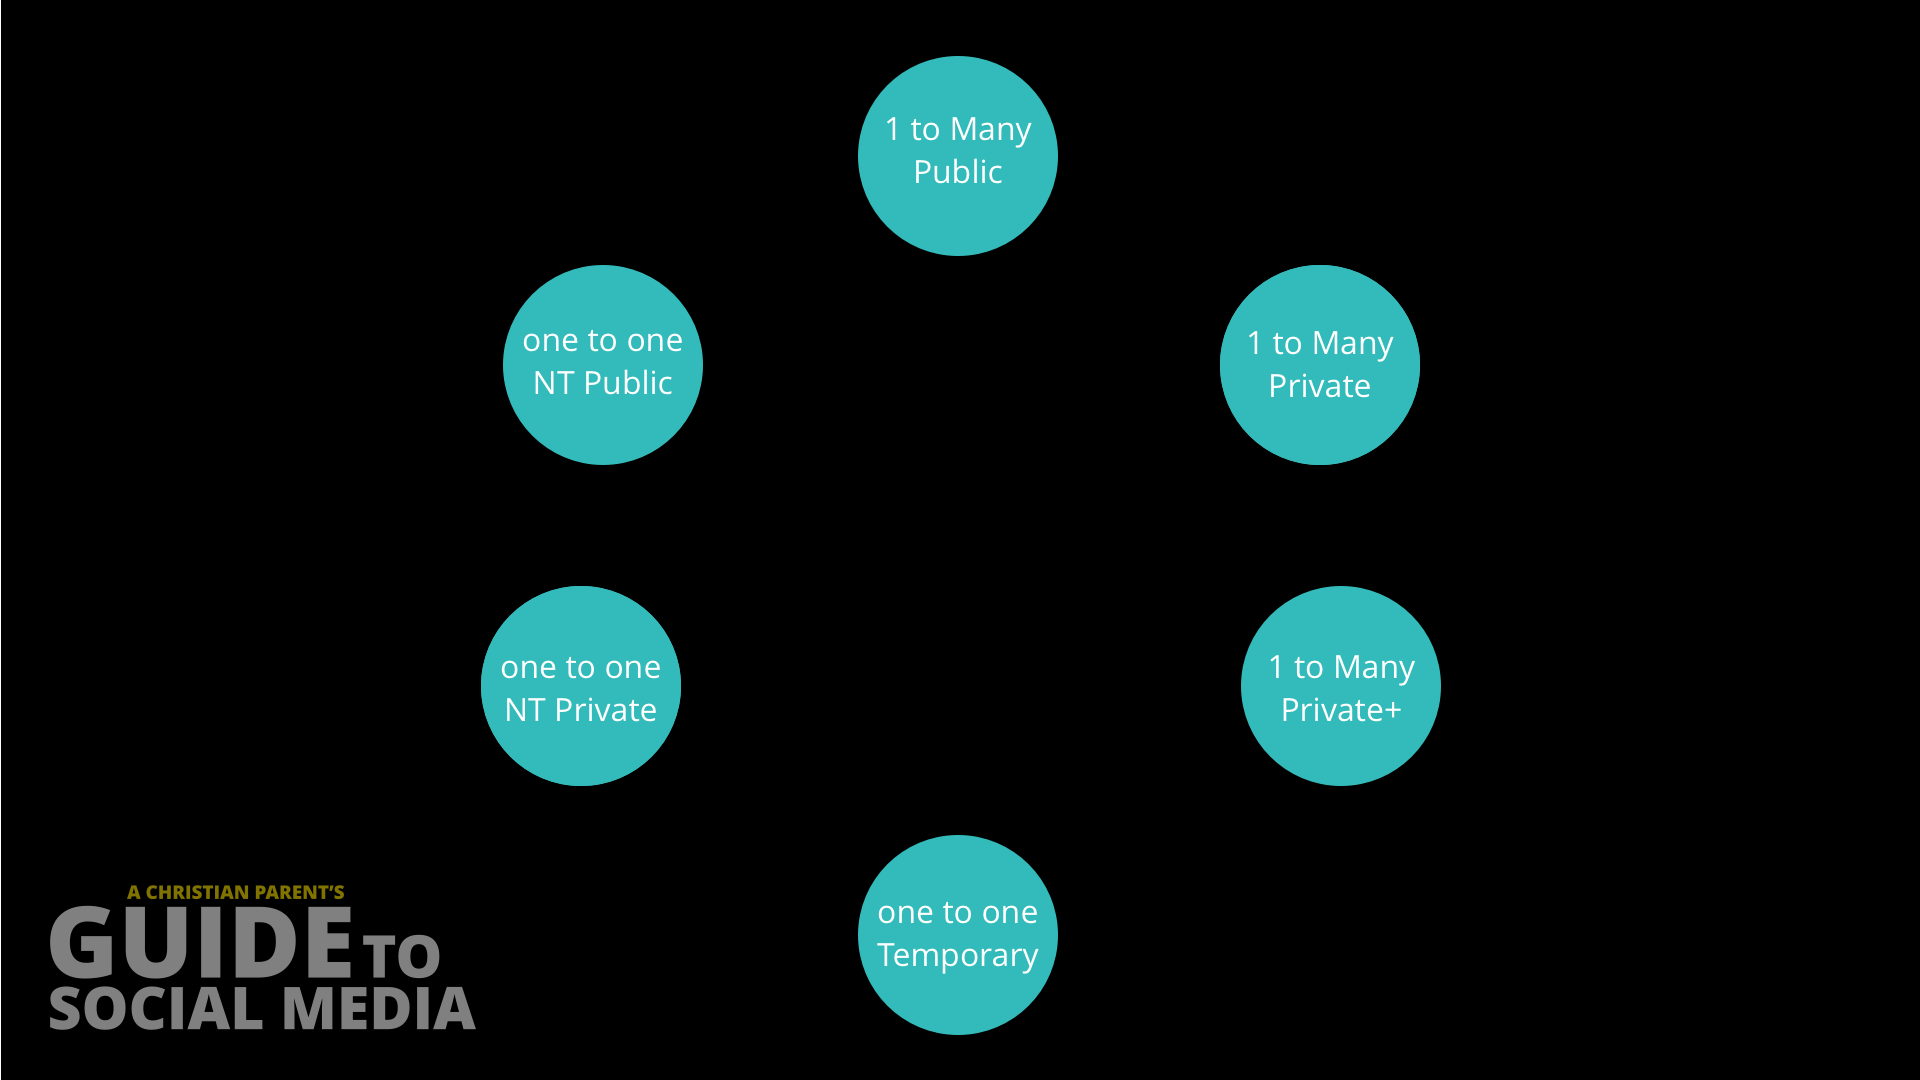 1 to Many
Public
one to one
NT Public
1 to Many
Private
one to one
NT Private
1 to Many
Private+
one to one
Temporary
A CHRISTIAN PARENT’S
GUIDE TO
SOCIAL MEDIA